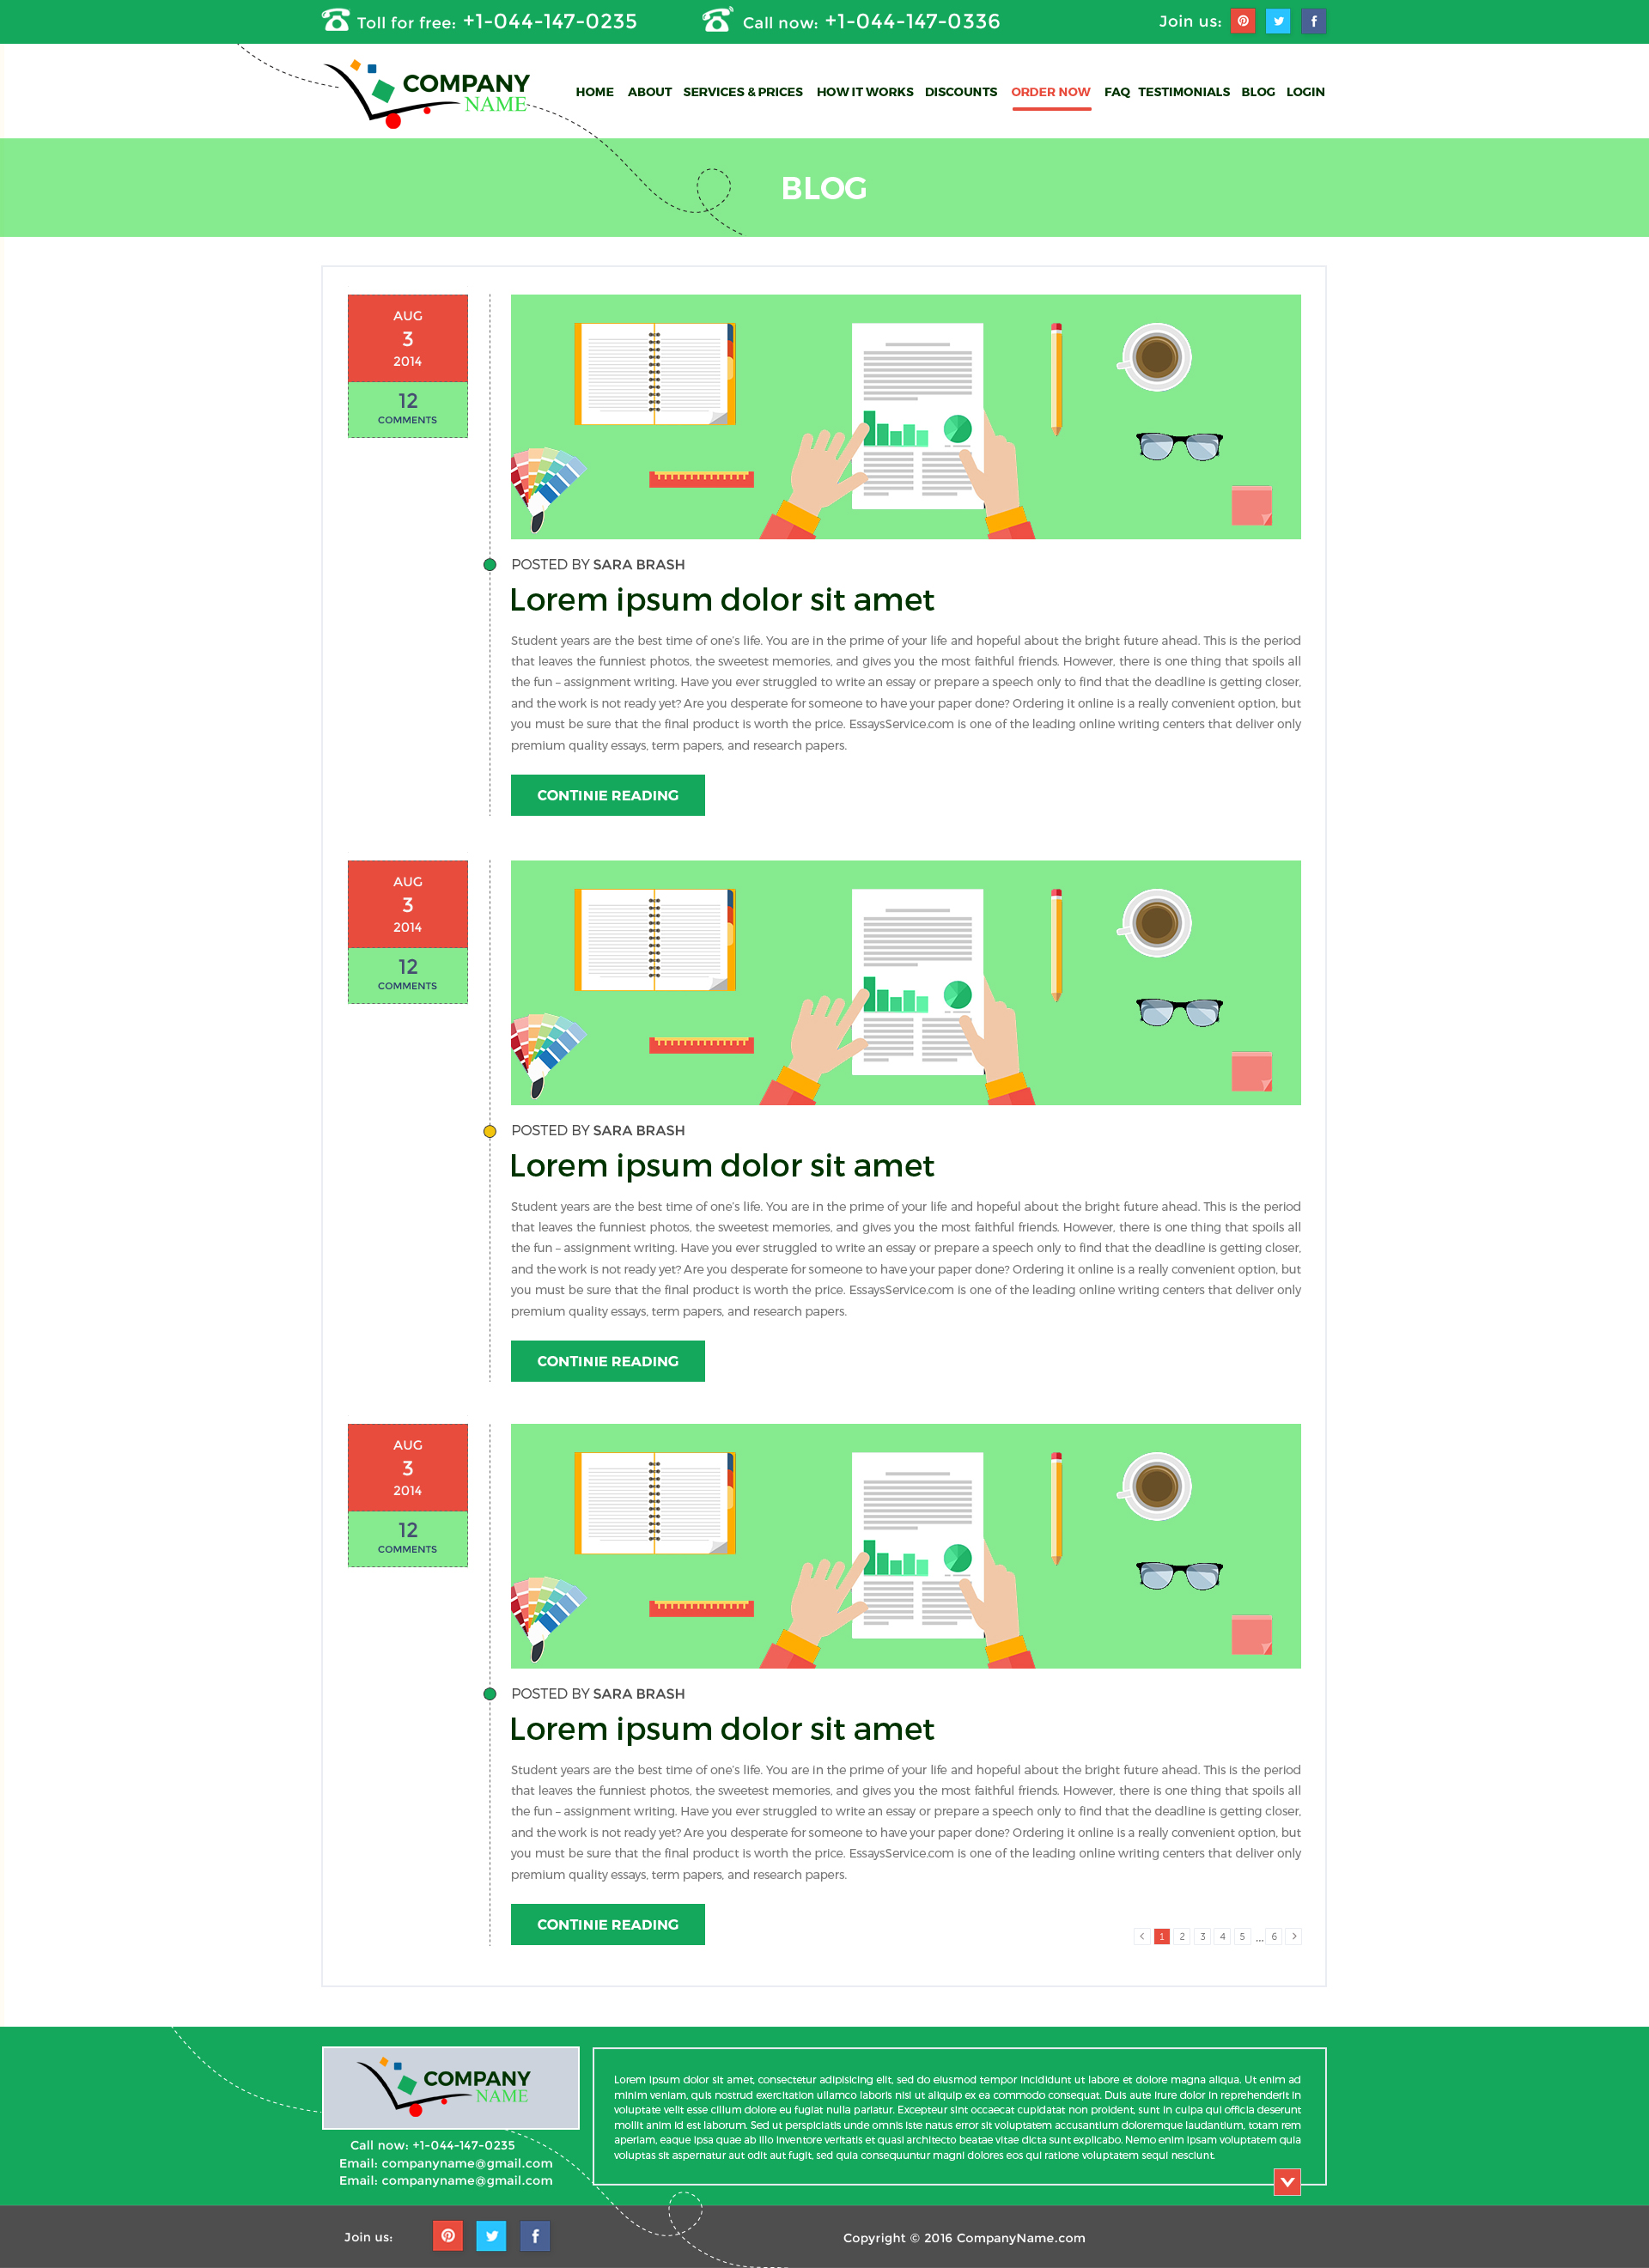 Toll for free: +1-044-147-0235
Call now: +1-044-147-0336
Join us:
COMPANY
NAME
HOME ABOUT SERVICES & PRICES HOW IT WORKS DISCOUNTS ORDER NOW FAQ TESTIMONIALS BLOG LOGIN
BLOG
AUG
3
2014
12
COMMENTS
POSTED BY SARA BRASH
Lorem ipsum dolor sit amet
Student years are the best time of one's life. You are in the prime of your life and hopeful about the bright future ahead. This is the period
that leaves the funniest photos, the sweetest memories, and gives you the most faithful friends. However, there is one thing that spoils all
the fun – assignment writing. Have you ever struggled to write an essay or prepare a speech only to find that the deadline is getting closer,
and the work is not ready yet? Are you desperate for someone to have your paper done? Ordering it online is a really convenient option, but
you must be sure that the final product is worth the price. EssaysService.com is one of the leading online writing centers that deliver only
premium quality essays, term papers, and research papers.
CONTINIE READING
AUG
3
2014
12
COMMENTS
POSTED BY SARA BRASH
Lorem ipsum dolor sit amet
Student years are the best time of one's life. You are in the prime of your life and hopeful about the bright future ahead. This is the period
that leaves the funniest photos, the sweetest memories, and gives you the most faithful friends. However, there is one thing that spoils all
the fun – assignment writing. Have you ever struggled to write an essay or prepare a speech only to find that the deadline is getting closer,
and the work is not ready yet? Are you desperate for someone to have your paper done? Ordering it online is a really convenient option, but
you must be sure that the final product is worth the price. EssaysService.com is one of the leading online writing centers that deliver only
premium quality essays, term papers, and research papers.
CONTINIE READING
AUG
3
2014
12
COMMENTS
POSTED BY SARA BRASH
Lorem ipsum dolor sit amet
Student years are the best time of one's life. You are in the prime of your life and hopeful about the bright future ahead. This is the period
that leaves the funniest photos, the sweetest memories, and gives you the most faithful friends. However, there is one thing that spoils all
the fun – assignment writing. Have you ever struggled to write an essay or prepare a speech only to find that the deadline is getting closer,
and the work is not ready yet? Are you desperate for someone to have your paper done? Ordering it online is a really convenient option, but
you must be sure that the final product is worth the price. EssaysService.com is one of the leading online writing centers that deliver only
premium quality essays, term papers, and research papers.
CONTINIE READING
< 1 2 3 4 5 ... 6 >
COMPANY
NAME
Call now: +1-044-147-0235
Email: companyname@gmail.com
Email: companyname@gmail.com
Lorem ipsum dolor sit amet, consectetur adipisicing elit, sed do eiusmod tempor incididunt ut labore et dolore magna aliqua. Ut enim ad
minim veniam, quis nostrud exercitation ullamco laboris nisi ut aliquip ex ea commodo consequat. Duis aute irure dolor in reprehenderit in
voluptate velit esse cillum dolore eu fugiat nulla pariatur. Excepteur sint occaecat cupidatat non proident, sunt in culpa qui officia deserunt
mollit anim id est laborum. Sed ut perspiciatis unde omnis iste natus error sit voluptatem accusantium doloremque laudantium, totam rem
aperiam, eaque ipsa quae ab illo inventore veritatis et quasi architecto beatae vitae dicta sunt explicabo. Nemo enim ipsam voluptatem quia
voluptas sit aspernatur aut odit aut fugit, sed quia consequuntur magni dolores eos qui ratione voluptatem sequi nesciunt.
Join us:
Copyright © 2016 CompanyName.com